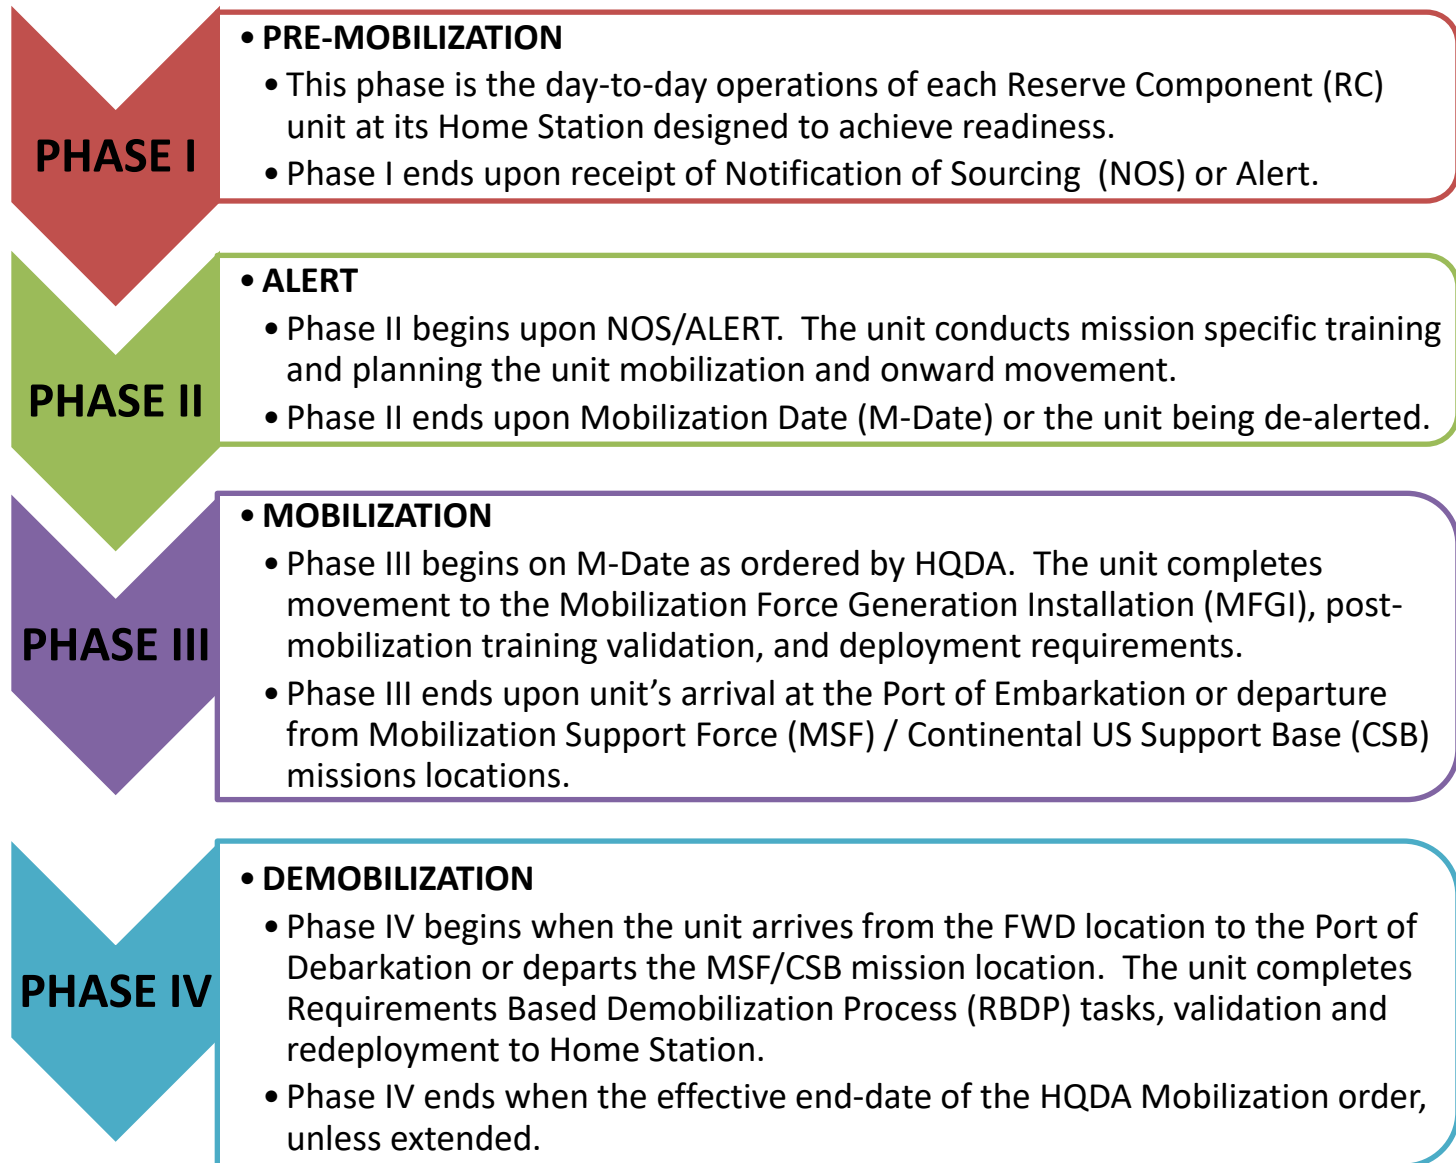 PHASE I
• PRE-MOBILIZATION
• This phase is the day-to-day operations of each Reserve Component (RC)
unit at its Home Station designed to achieve readiness.
• Phase I ends upon receipt of Notification of Sourcing  (NOS) or Alert.
PHASE II
• ALERT
• Phase II begins upon NOS/ALERT.  The unit conducts mission specific training
and planning the unit mobilization and onward movement.
• Phase II ends upon Mobilization Date (M-Date) or the unit being de-alerted.
PHASE III
• MOBILIZATION
• Phase III begins on M-Date as ordered by HQDA.  The unit completes
movement to the Mobilization Force Generation Installation (MFGI), post-
mobilization training validation, and deployment requirements.
• Phase III ends upon unit’s arrival at the Port of Embarkation or departure
from Mobilization Support Force (MSF) / Continental US Support Base (CSB)
missions locations.
PHASE IV
• DEMOBILIZATION
• Phase IV begins when the unit arrives from the FWD location to the Port of
Debarkation or departs the MSF/CSB mission location.  The unit completes
Requirements Based Demobilization Process (RBDP) tasks, validation and
redeployment to Home Station.
• Phase IV ends when the effective end-date of the HQDA Mobilization order,
unless extended.